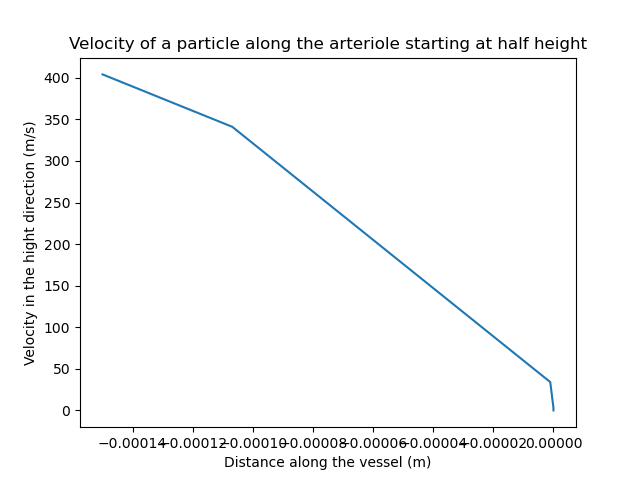 Velocity of a particle along the arteriole starting at half height
400
350
300
250
200
150
100
50
0
Velocity in the hight direction (m/s)
−0.00014 −0.00012 −0.00010 −0.00008 −0.00006 −0.00004 −0.00002 0.00000
Distance along the vessel (m)